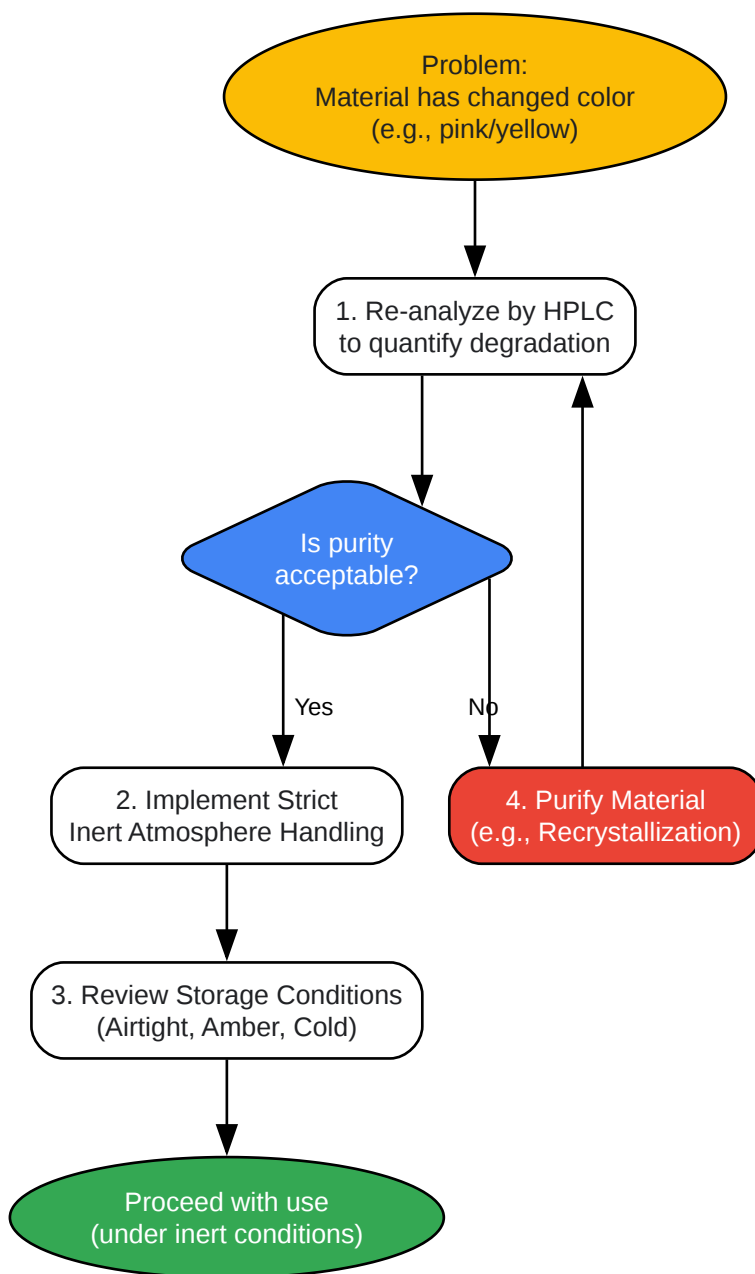 Problem:
Material has changed color
(e.g., pink/yellow)
1. Re-analyze by HPLC
to quantify degradation
Is purity
acceptable?
Yes
No
2. Implement Strict
Inert Atmosphere Handling
4. Purify Material
(e.g., Recrystallization)
3. Review Storage Conditions
(Airtight, Amber, Cold)
Proceed with use
(under inert conditions)